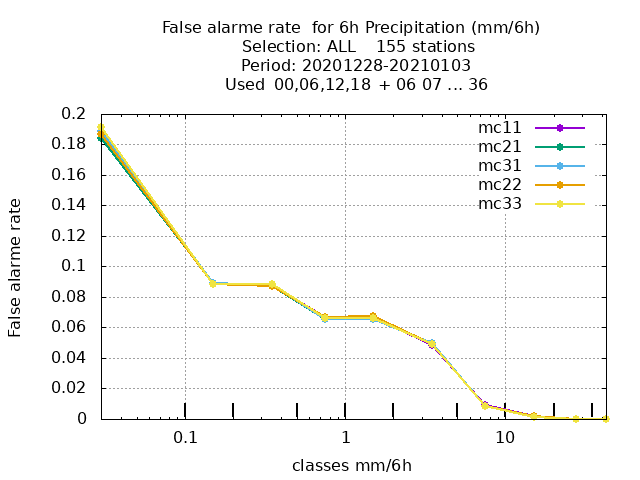 False alarme rate  for 6h Precipitation (mm/6h)
Selection: ALL    155 stations
Period: 20201228-20210103
Used  00,06,12,18  + 06 07 ... 36
mc11
mc21
mc31
mc22
mc33
0.2
0.18
0.16
0.14
0.12
0.1
0.08
0.06
0.04
0.02
0
False alarme rate
0.1 1 10
classes mm/6h